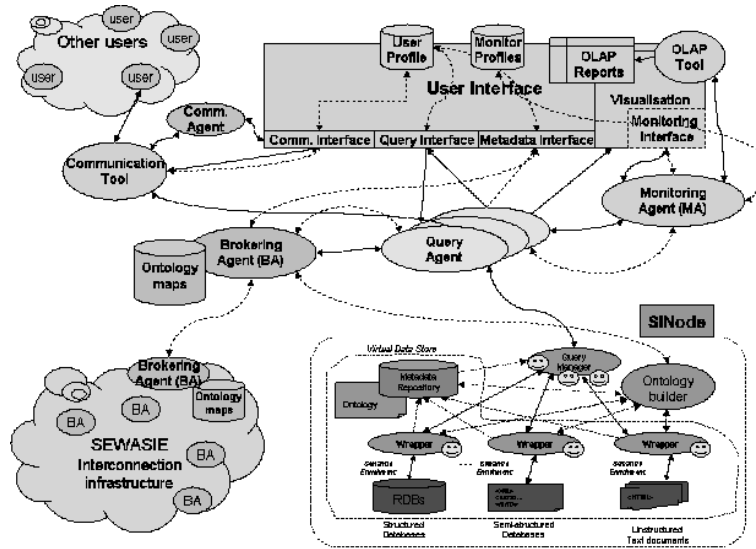 user
user
Other users
user
user
User
Profile
Monitor
Profiles
OLAP
Reports
OLAP
Tool
User Interface
Visualisation
Monitoring
Interface
Comm.
Agent
Comm. Interface
Query Interface
Metadata Interface
Communication
Tool
Monitoring
Agent (MA)
Brokering
Agent (BA)
Query
Agent
Ontology
maps
SINode
Virtual Data Store
Query
Manager
Metadata
Repository
Ontology
Ontology
builder
Brokering
Agent (BA)
Ontology
maps
BA
BA
BA
BA
SEWASIE
Interconnection
infrastructure
Wrapper
Wrapper
Wrapper
RDBs
<HTML>
Structured
Databases
Semi-structured
Databases
Unstructured
Text documents